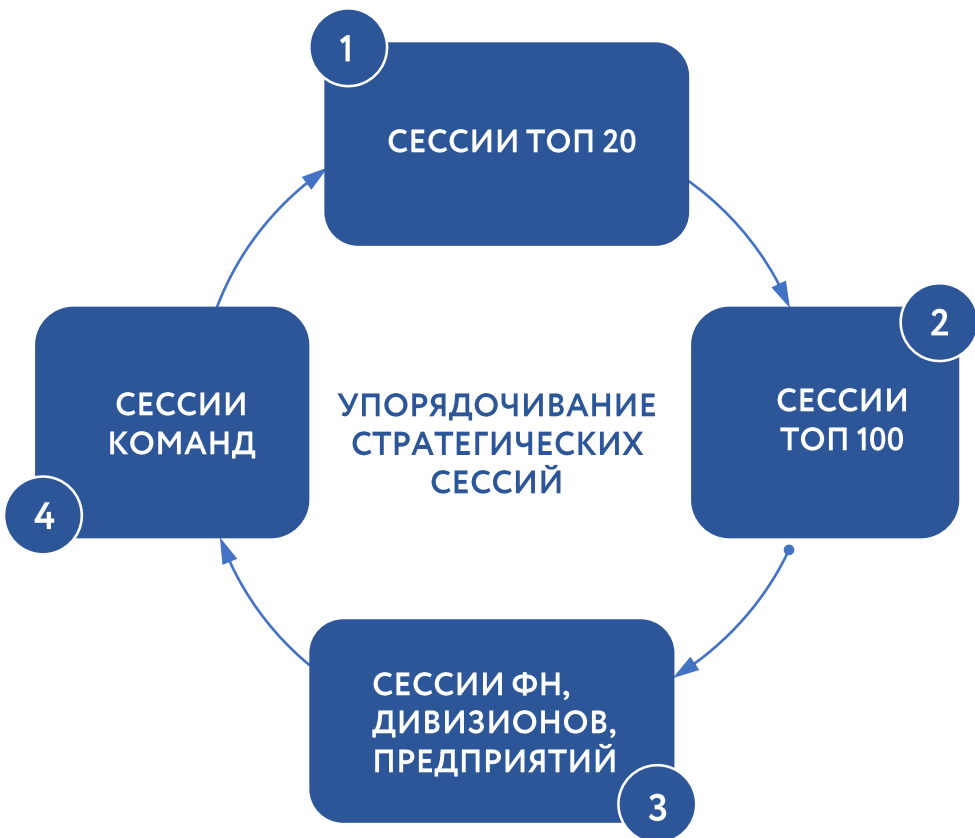 1
СЕССИИ ТОП 20
2
СЕССИИ
ТОП 100
3
СЕССИИ ФН,
ДИВИЗИОНОВ,
ПРЕДПРИЯТИЙ
4
СЕССИИ
КОМАНД
УПОРЯДОЧИВАНИЕ
СТРАТЕГИЧЕСКИХ
СЕССИЙ